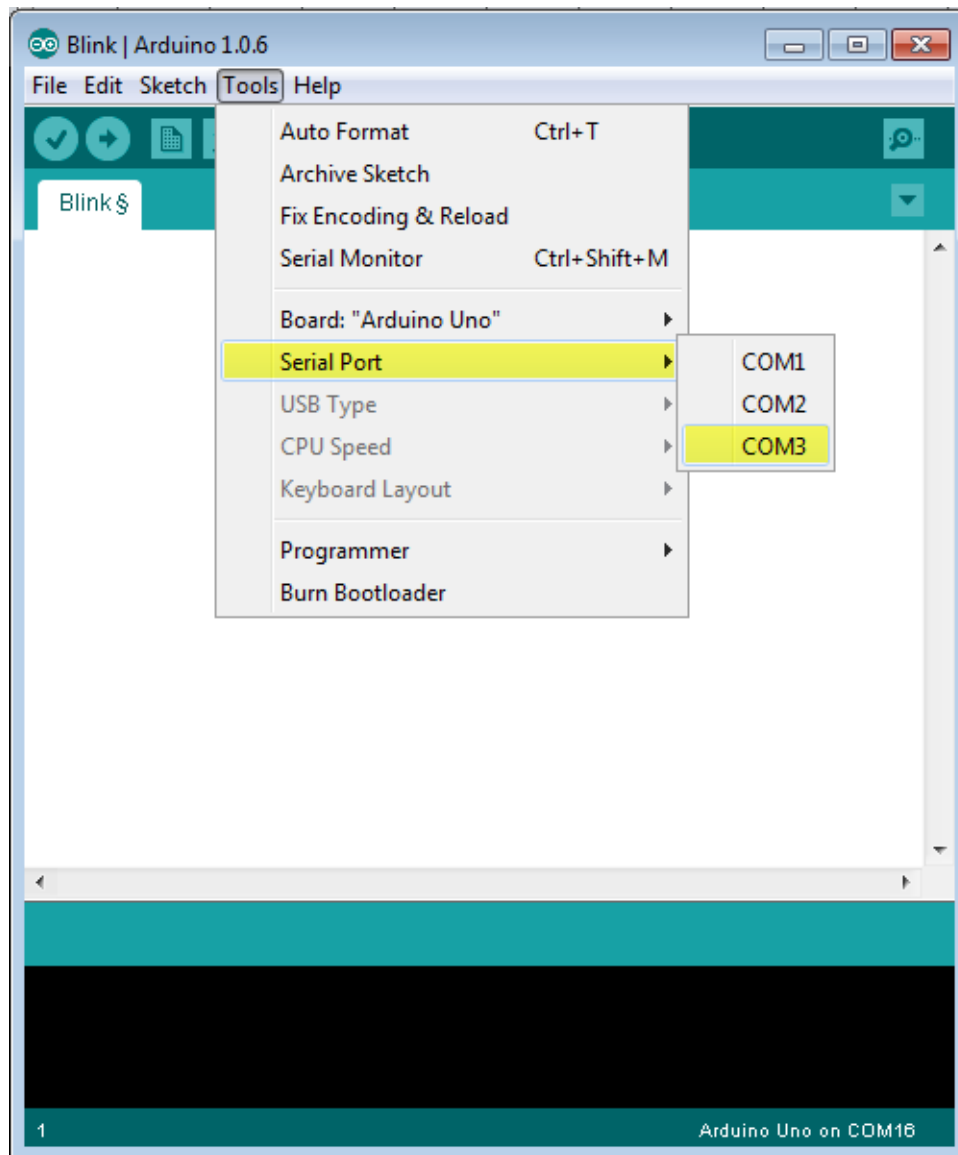 Blink | Arduino 1.0.6
File Edit Sketch Tools Help
Blink §
Auto Format Ctrl+T
Archive Sketch
Fix Encoding & Reload
Serial Monitor Ctrl+Shift+M
Board: "Arduino Uno"
Serial Port
USB Type
CPU Speed
Keyboard Layout
Programmer
Burn Bootloader
COM1
COM2
COM3
1 Arduino Uno on COM16